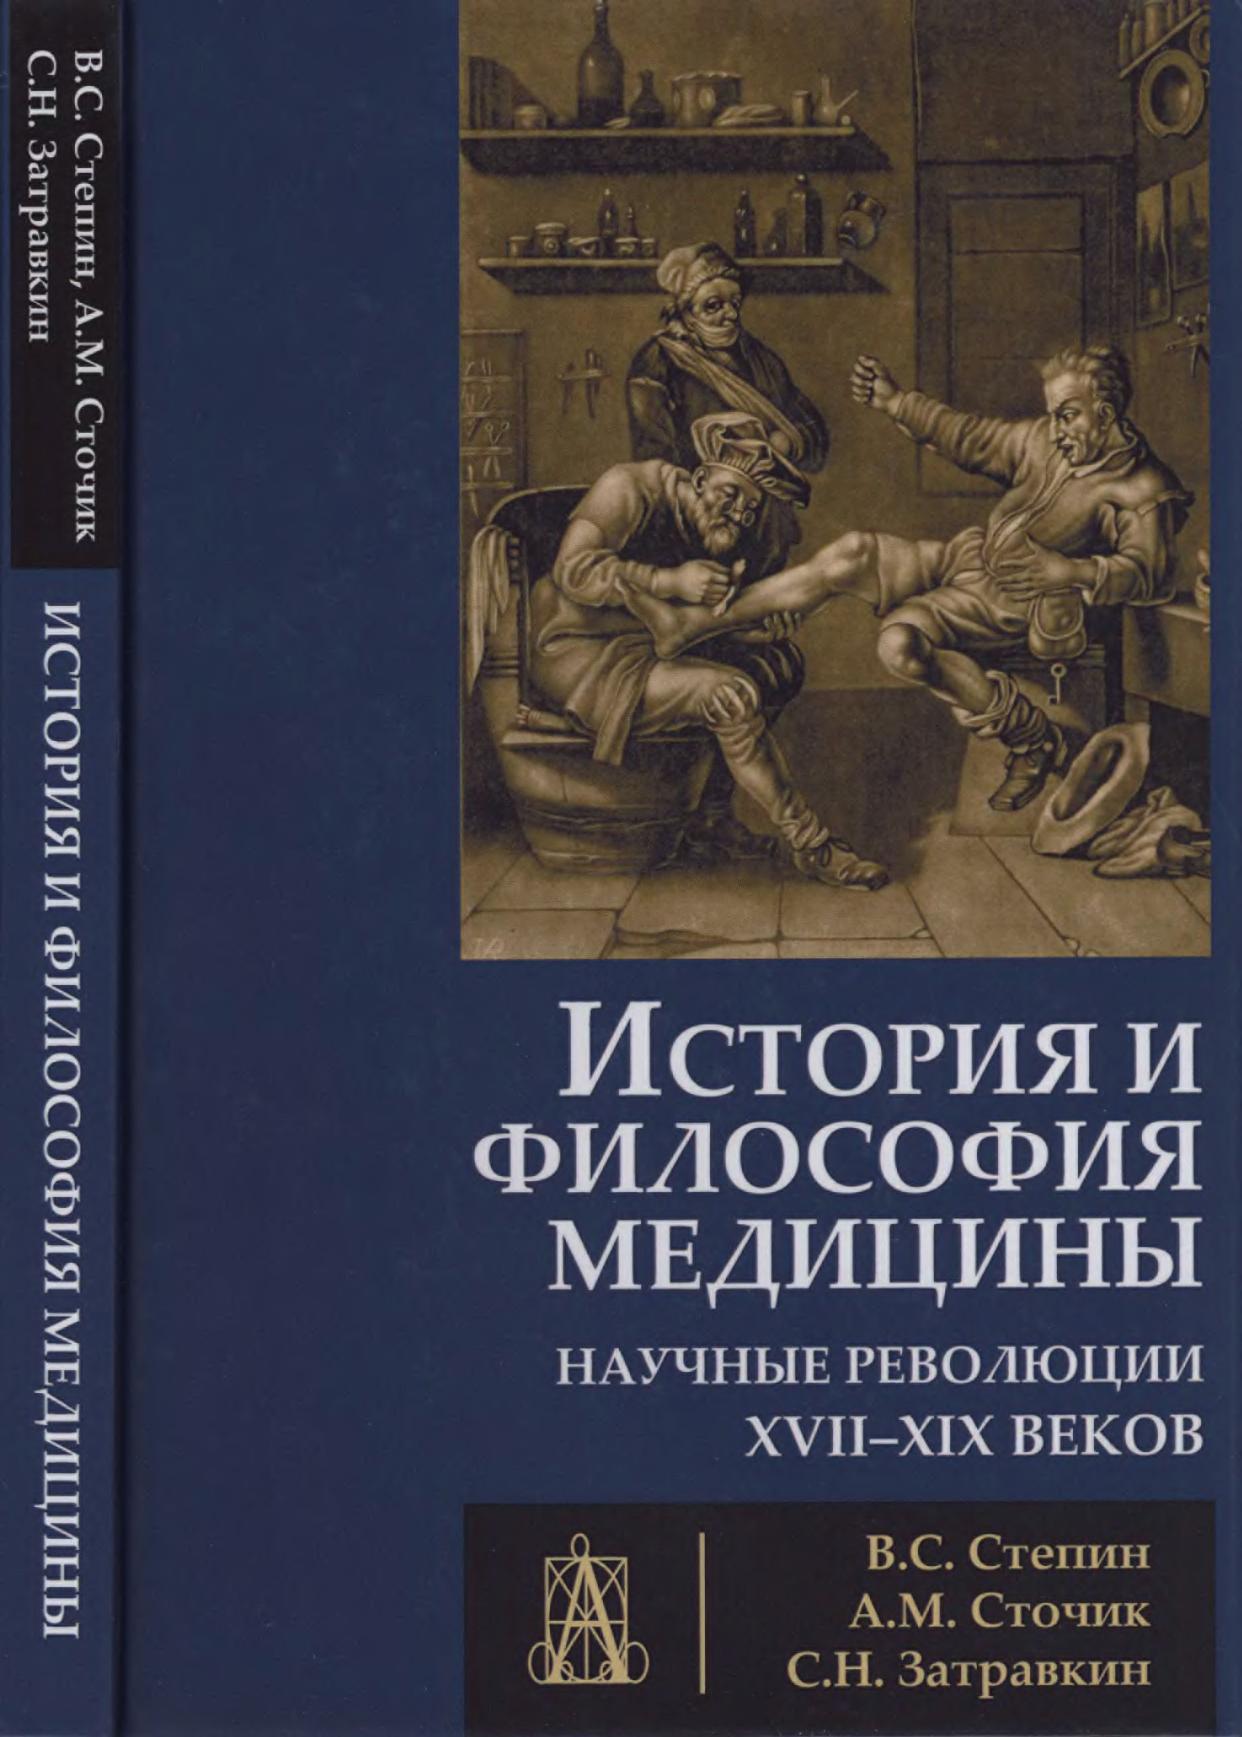 В.С. Степин, А.М. Сточик
С.Н. Затравкин
ИСТОРИЯ И ФИЛОСОФИЯ МЕДИЦИНЫ
ИСТОРИЯ И
ФИЛОСОФИЯ
МЕДИЦИНЫ
НАУЧНЫЕ РЕВОЛЮЦИИ
XVII–XIX ВЕКОВ
В.С. Степин
А.М. Сточик
С.Н. Затравкин